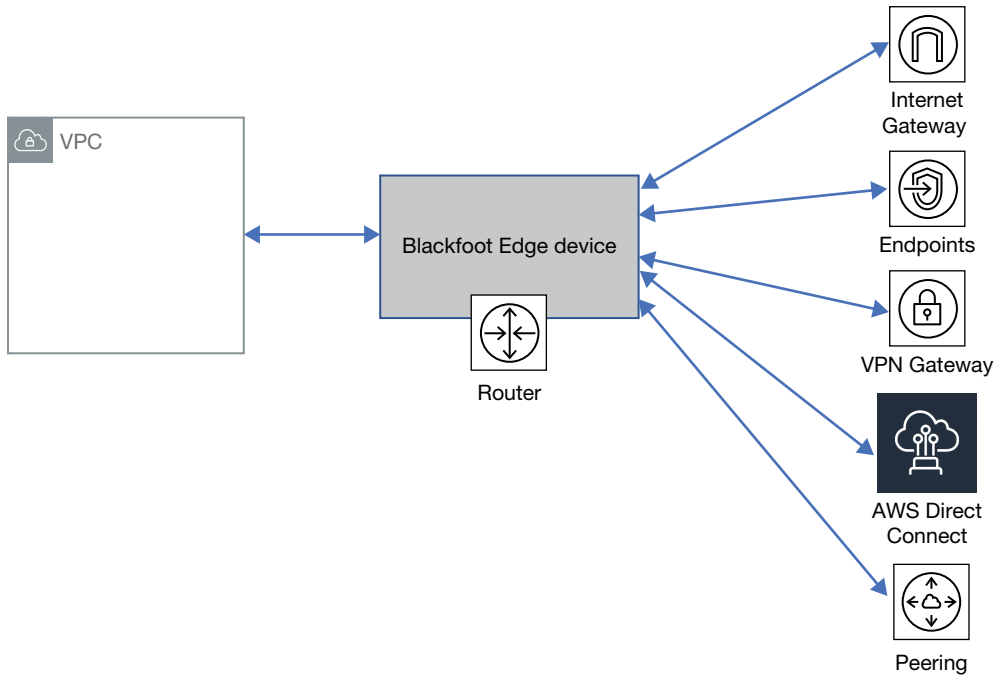 VPC
Blackfoot Edge device
Router
Internet
Gateway
Endpoints
VPN Gateway
AWS Direct
Connect
Peering